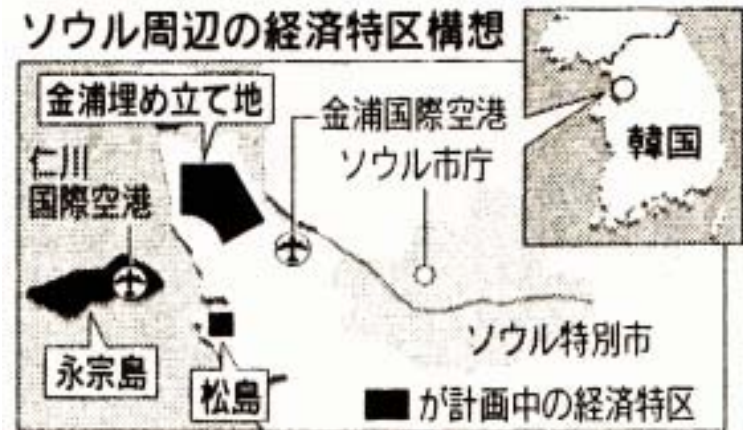 ソウル周辺の経済特区構想
金浦埋め立て地
金浦国際空港
ソウル市庁
韓国
仁川
国際空港
永宗島
松島
ソウル特別市
■が計画中の経済特区